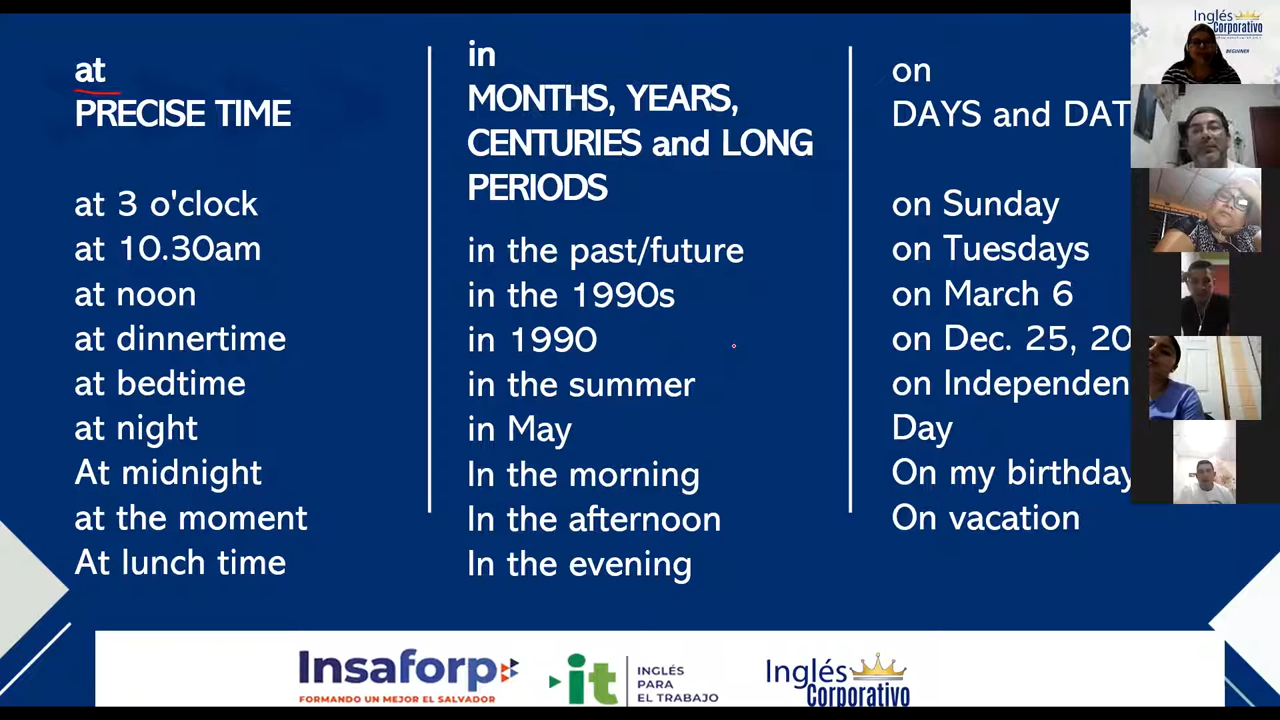 at
PRECISE TIME
at 3 o'clock
at 10.30am
at noon
at dinnertime
at bedtime
at night
At midnight
at the moment
At lunch time
in
MONTHS, YEARS,
CENTURIES and LONG
PERIODS
in the past/future
in the 1990s
in 1990
in the summer
in May
In the morning
In the afternoon
In the evening
on
DAYS and DAT
on Sunday
on Tuesdays
on March 6
on Dec. 25, 20
on Independen
Day
On my birthday
On vacation
Inglés
Corporativo
BEGINNER
Insaforp
FORMANDO UN MEJOR EL SALVADOR
it
INGLÉS
PARA
EL TRABAJO
Inglés
Corporativo